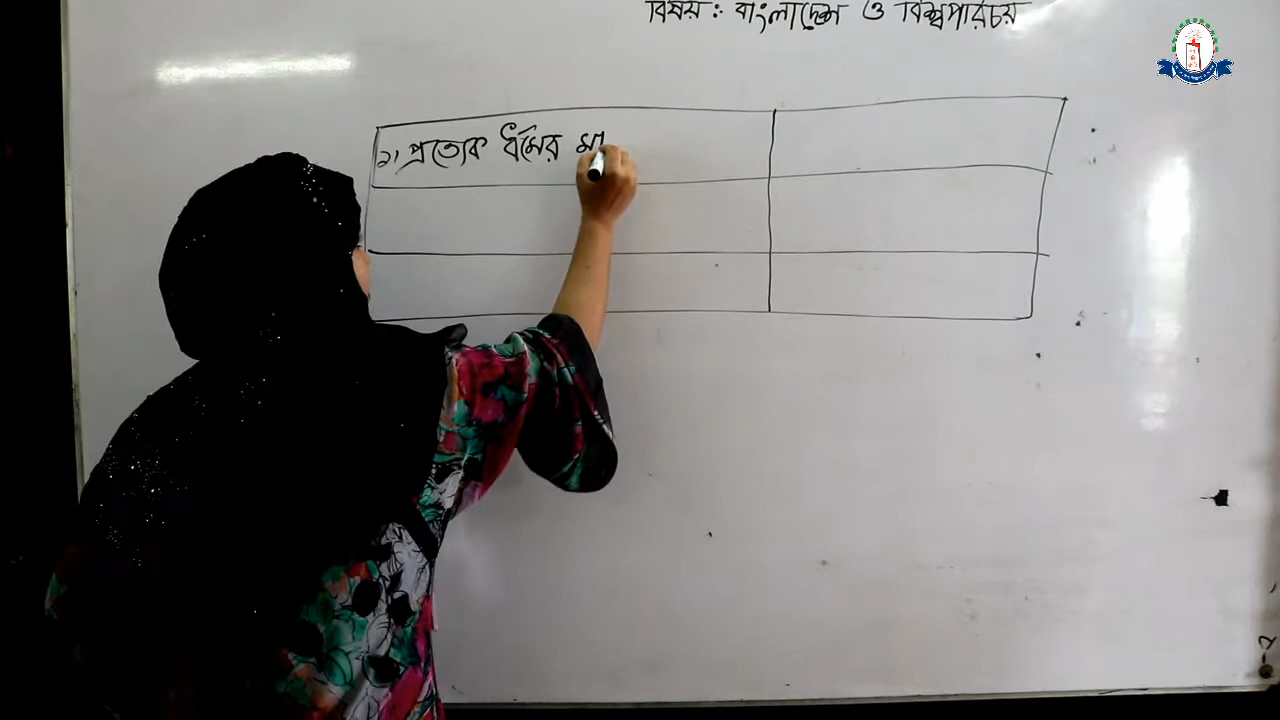 বিষয় : বাংলাদেশ ও বিশ্বপরিচয়
১। প্রত্যেক ধর্মের মা